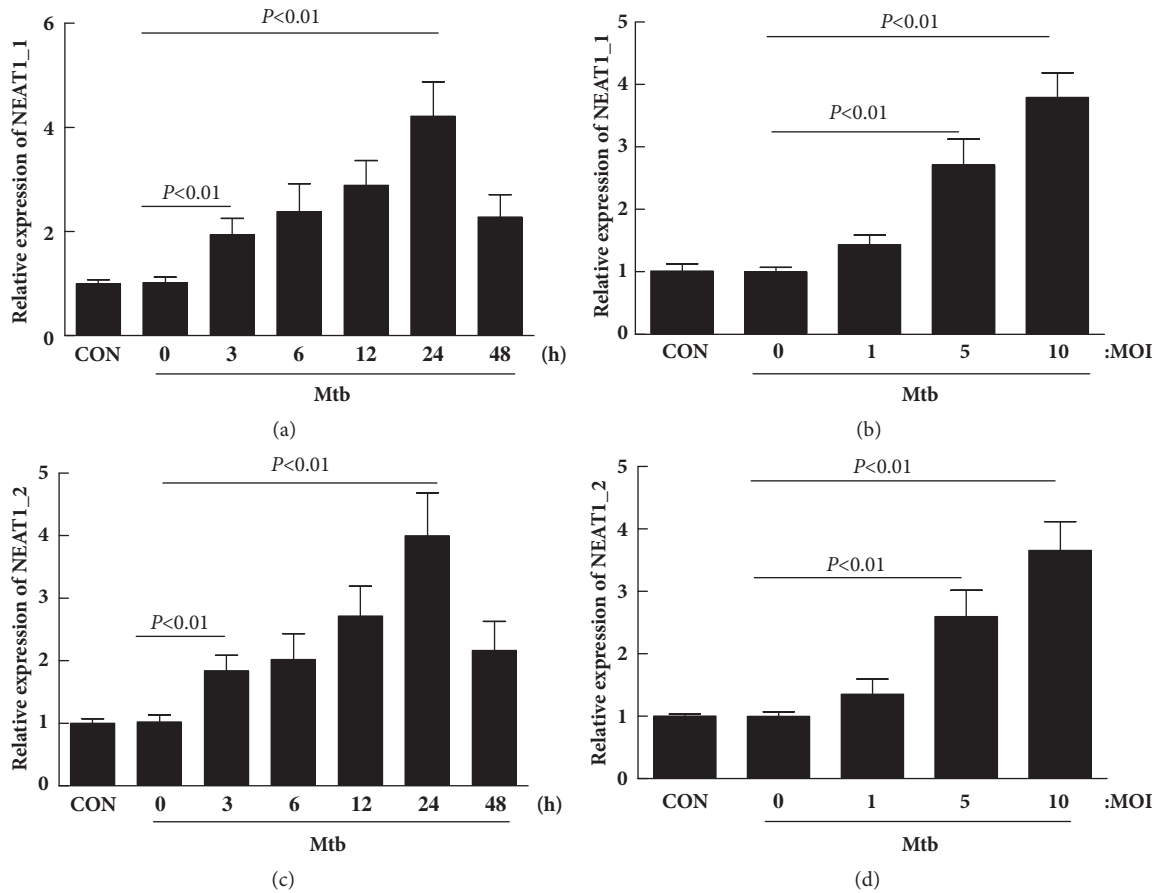 Relative expression of NEAT1_1
6
4
2
0
P<0.01
P<0.01
CON 0 3 6 12 24 48 (h)
Mtb
(a)
Relative expression of NEAT1_1
5
4
3
2
1
0
P<0.01
P<0.01
CON 0 1 5 10 :MOI
Mtb
(b)
Relative expression of NEAT1_2
5
4
3
2
1
0
P<0.01
P<0.01
CON 0 3 6 12 24 48 (h)
Mtb
(c)
Relative expression of NEAT1_2
5
4
3
2
1
0
P<0.01
P<0.01
CON 0 1 5 10 :MOI
Mtb
(d)